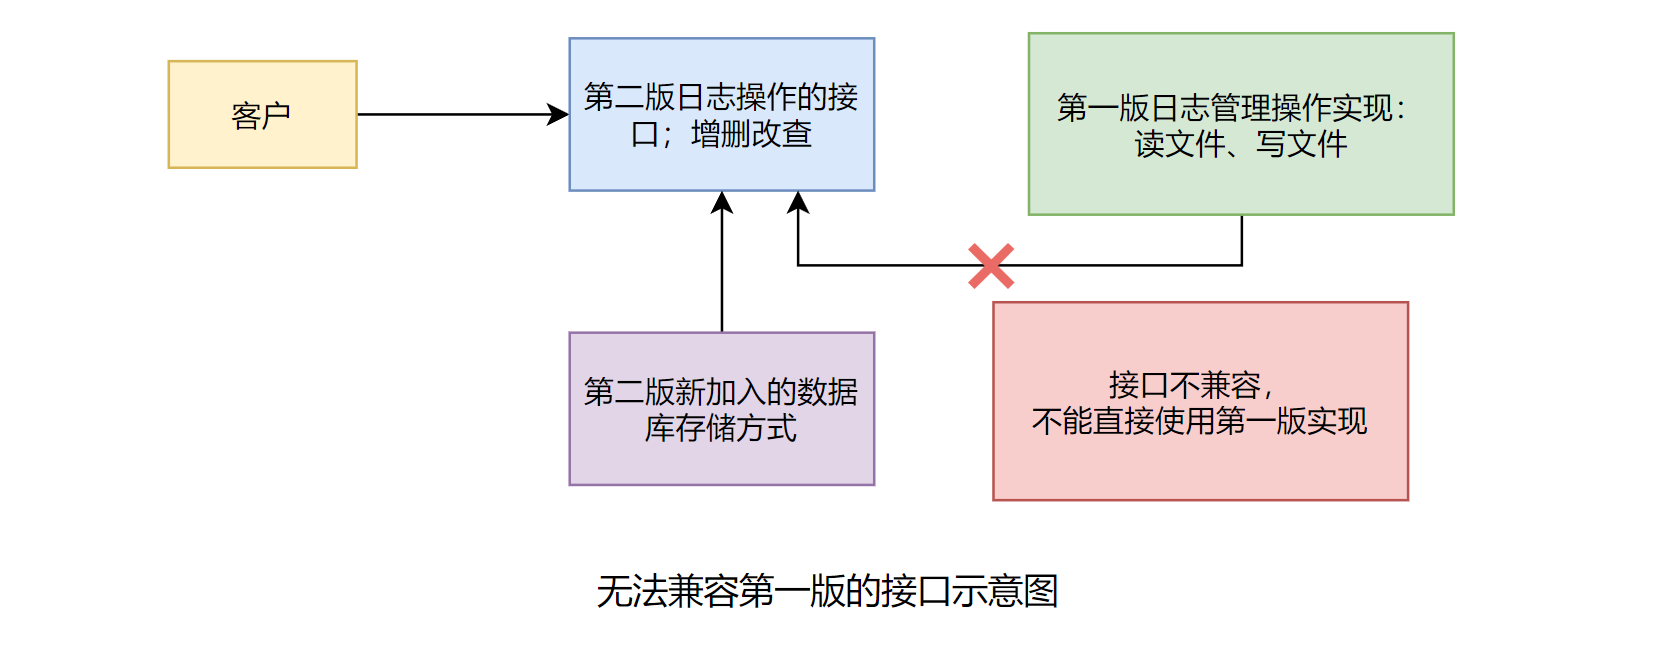 客户
第二版日志操作的接
口；增删改查
第一版日志管理操作实现：
读文件、写文件
第二版新加入的数据
库存储方式
接口不兼容，
不能直接使用第一版实现
无法兼容第一版的接口示意图